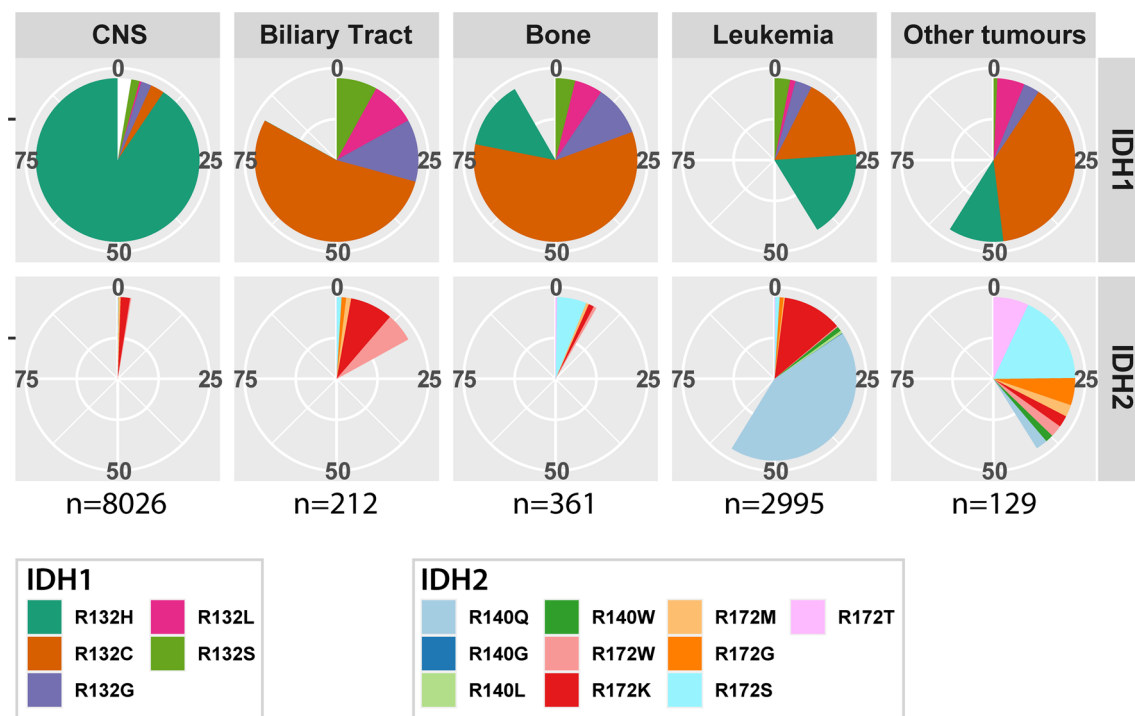 CNS Biliary Tract Bone Leukemia Other tumours
0 0 0 0 0
75 25 75 25 75 25 75 25 75 25 IDH1
50 50 50 50 50
0 0 0 0 0
75 25 75 25 75 25 75 25 75 25 IDH2
50 50 50 50 50
n=8026 n=212 n=361 n=2995 n=129
IDH1
R132H R132L
R132C R132S
R132G
IDH2
R140Q R140W R172M R172T
R140G R172W R172G
R140L R172K R172S